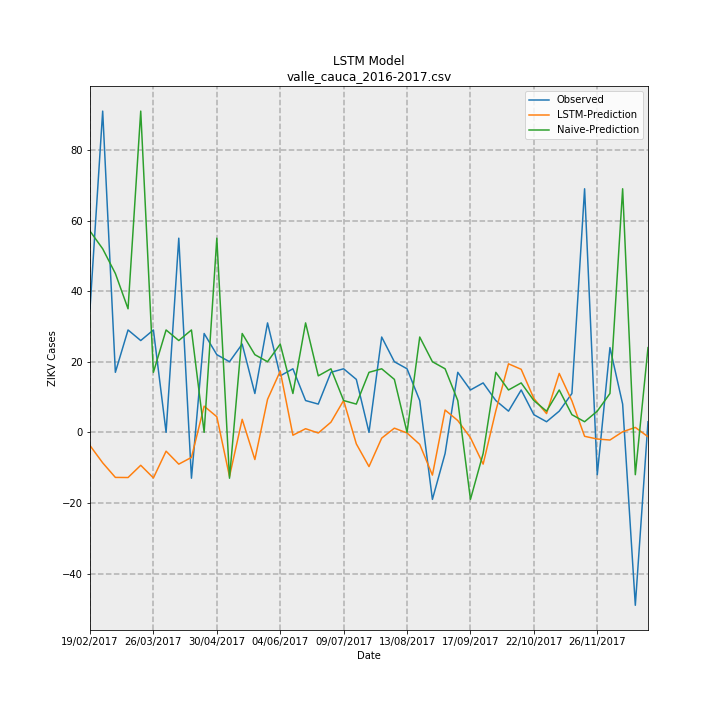 LSTM Model
valle_cauca_2016-2017.csv
Observed
LSTM-Prediction
Naive-Prediction
ZIKV Cases
80
60
40
20
0
−20
−40
19/02/2017 26/03/2017 30/04/2017 04/06/2017 09/07/2017 13/08/2017 17/09/2017 22/10/2017 26/11/2017
Date